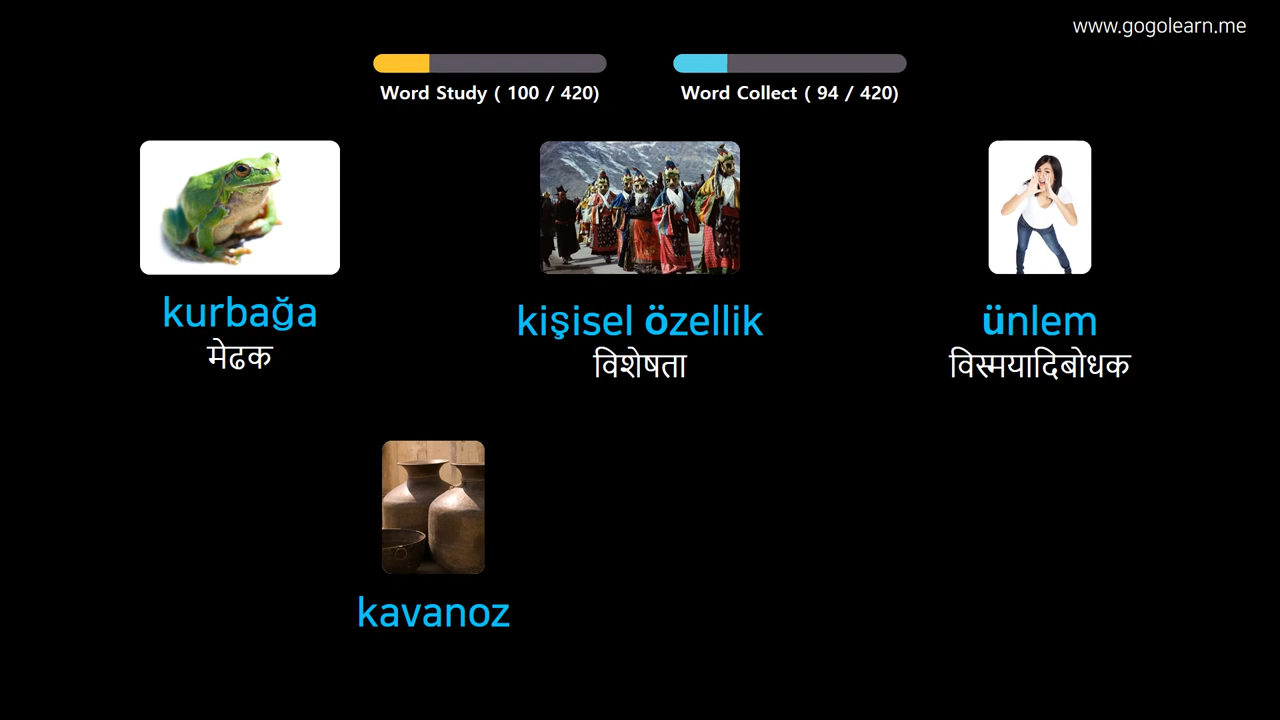 www.gogolearn.me
Word Study ( 100 / 420)
Word Collect ( 94 / 420)
kurbağa
मेढक
kişisel özellik
विशेषता
ünlem
विस्मयादिबोधक
kavanoz